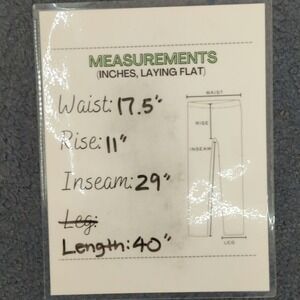 MEASUREMENTS
(INCHES, LAYING FLAT)
Waist: 17.5"
Rise: 11"
Inseam: 29"
Leg:
Length: 40"
WAIST
RISE
INSEAM
LEG